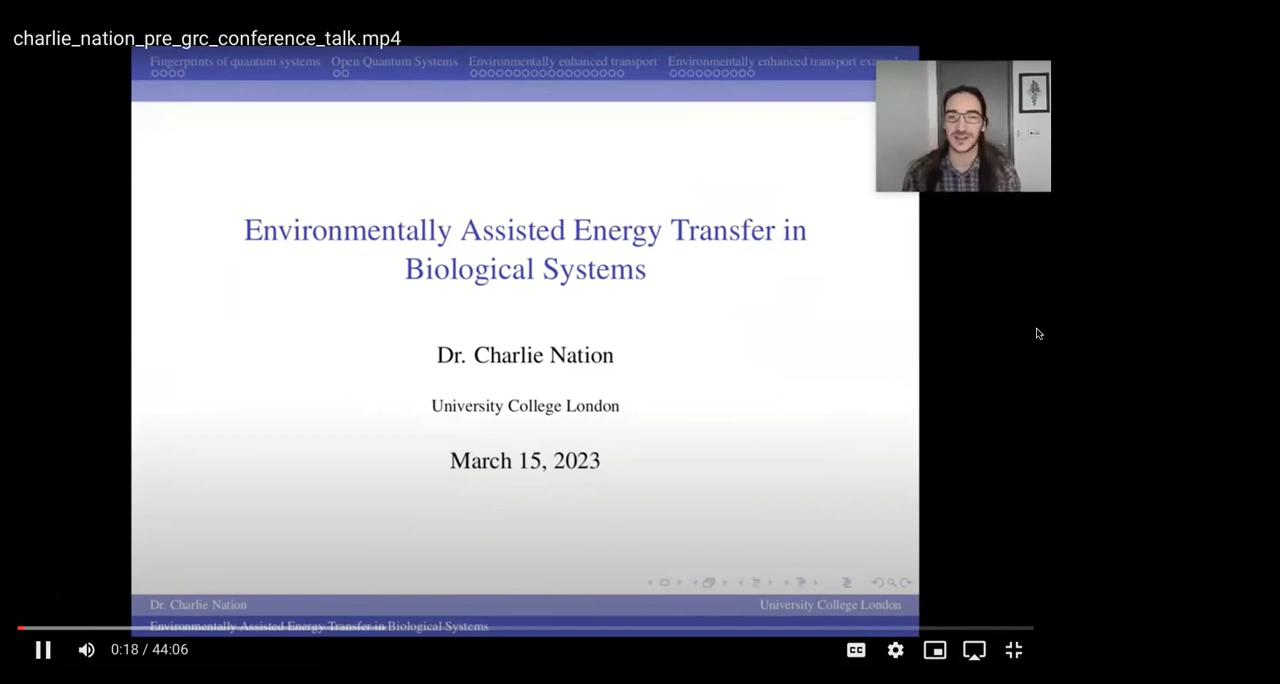 charlie_nation_pre_grc_conference_talk.mp4
Fingerprints of quantum systems Open Quantum Systems Environmentally enhanced transport Environmentally enhanced transport
Environmentally Assisted Energy Transfer in
Biological Systems
Dr. Charlie Nation
University College London
March 15, 2023
Dr. Charlie Nation University College London
Environmentally Assisted Energy Transfer in Biological Systems
0:18 / 44:06
CC